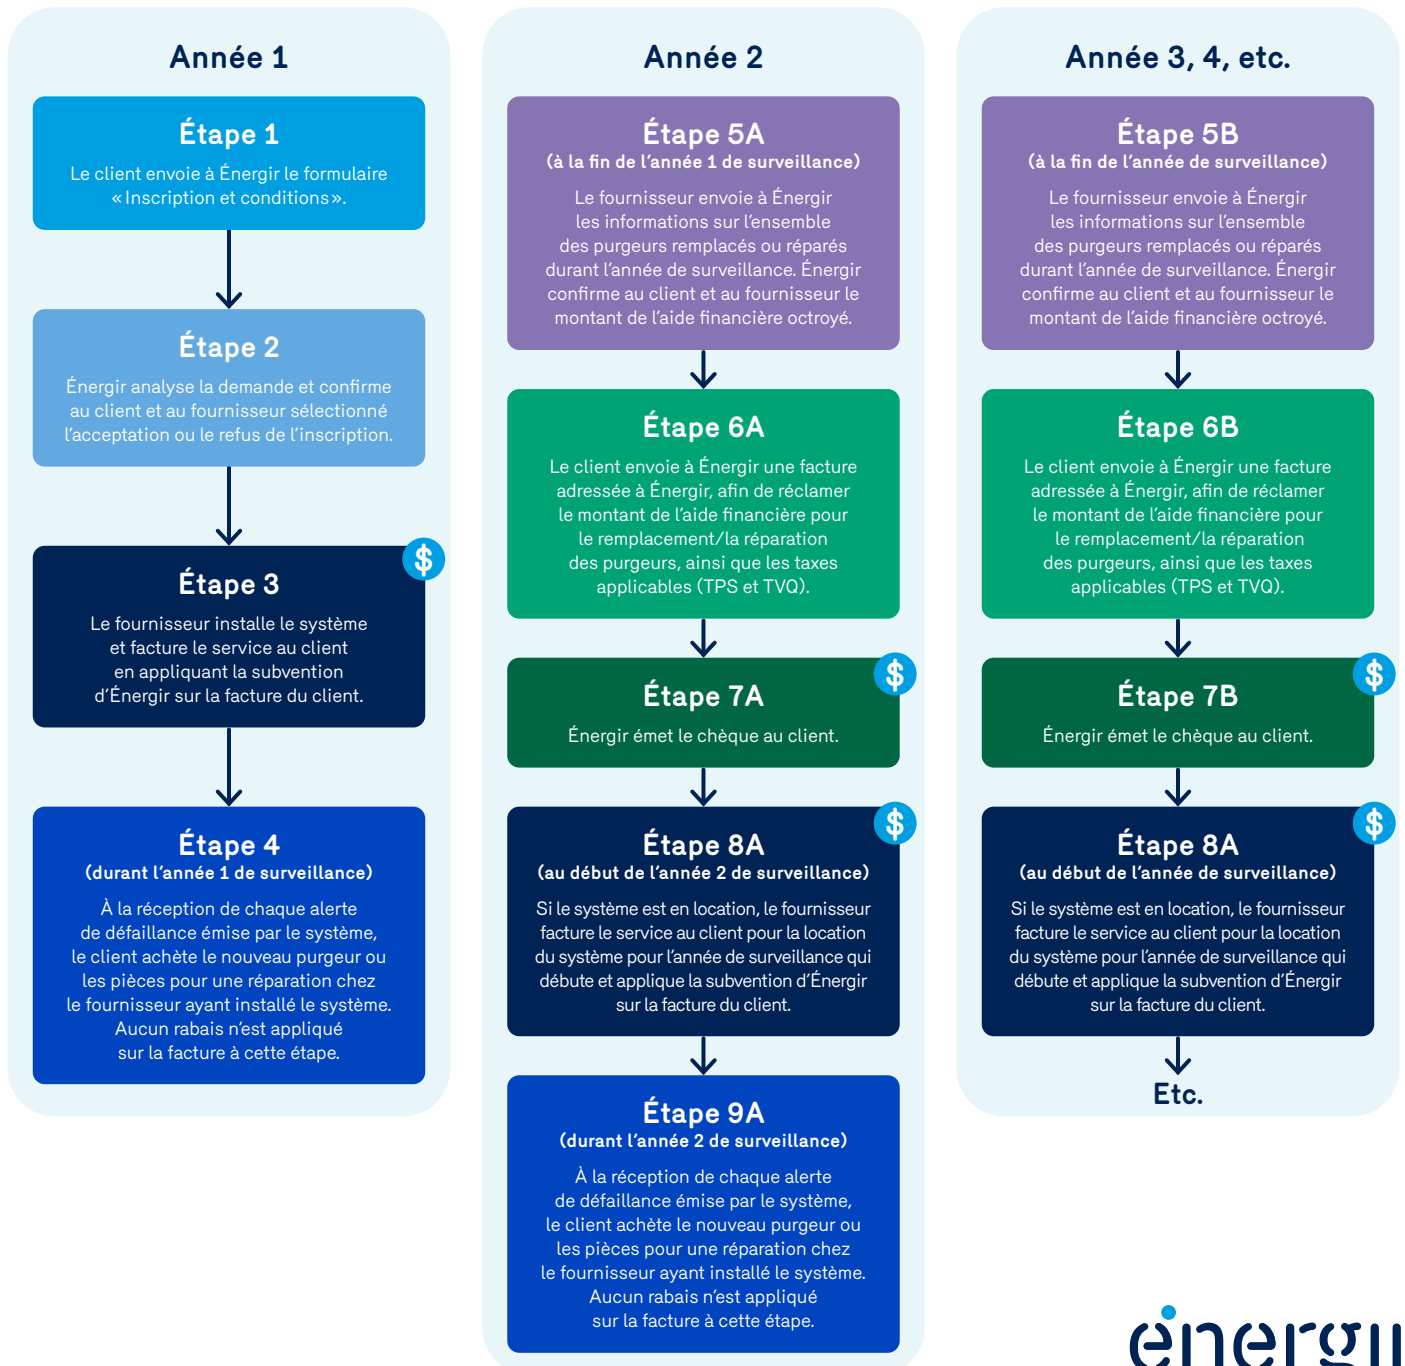 Année 1
Étape 1
Le client envoie à Énergir le formulaire
« Inscription et conditions ».
Étape 2
Énergir analyse la demande et confirme
au client et au fournisseur sélectionné
l’acceptation ou le refus de l’inscription.
$
Étape 3
Le fournisseur installe le système
et facture le service au client
en appliquant la subvention
d’Énergir sur la facture du client.
Étape 4
(durant l’année 1 de surveillance)
À la réception de chaque alerte
de défaillance émise par le système,
le client achète le nouveau purgeur ou
les pièces pour une réparation chez
le fournisseur ayant installé le système.
Aucun rabais n’est appliqué
sur la facture à cette étape.
Année 2
Étape 5A
(à la fin de l’année 1 de surveillance)
Le fournisseur envoie à Énergir
les informations sur l’ensemble
des purgeurs remplacés ou réparés
durant l’année de surveillance. Énergir
confirme au client et au fournisseur le
montant de l’aide financière octroyé.
Étape 6A
Le client envoie à Énergir une facture
adressée à Énergir, afin de réclamer
le montant de l’aide financière pour
le remplacement/la réparation
des purgeurs, ainsi que les taxes
applicables (TPS et TVQ).
$
Étape 7A
Énergir émet le chèque au client.
$
Étape 8A
(au début de l’année 2 de surveillance)
Si le système est en location, le fournisseur
facture le service au client pour la location
du système pour l’année de surveillance qui
débute et applique la subvention d’Énergir
sur la facture du client.
Étape 9A
(durant l’année 2 de surveillance)
À la réception de chaque alerte
de défaillance émise par le système,
le client achète le nouveau purgeur ou
les pièces pour une réparation chez
le fournisseur ayant installé le système.
Aucun rabais n’est appliqué
sur la facture à cette étape.
Année 3, 4, etc.
Étape 5B
(à la fin de l’année de surveillance)
Le fournisseur envoie à Énergir
les informations sur l’ensemble
des purgeurs remplacés ou réparés
durant l’année de surveillance. Énergir
confirme au client et au fournisseur le
montant de l’aide financière octroyé.
Étape 6B
Le client envoie à Énergir une facture
adressée à Énergir, afin de réclamer
le montant de l’aide financière pour
le remplacement/la réparation
des purgeurs, ainsi que les taxes
applicables (TPS et TVQ).
$
Étape 7B
Énergir émet le chèque au client.
$
Étape 8A
(au début de l’année de surveillance)
Si le système est en location, le fournisseur
facture le service au client pour la location
du système pour l’année de surveillance qui
débute et applique la subvention d’Énergir
sur la facture du client.
Etc.